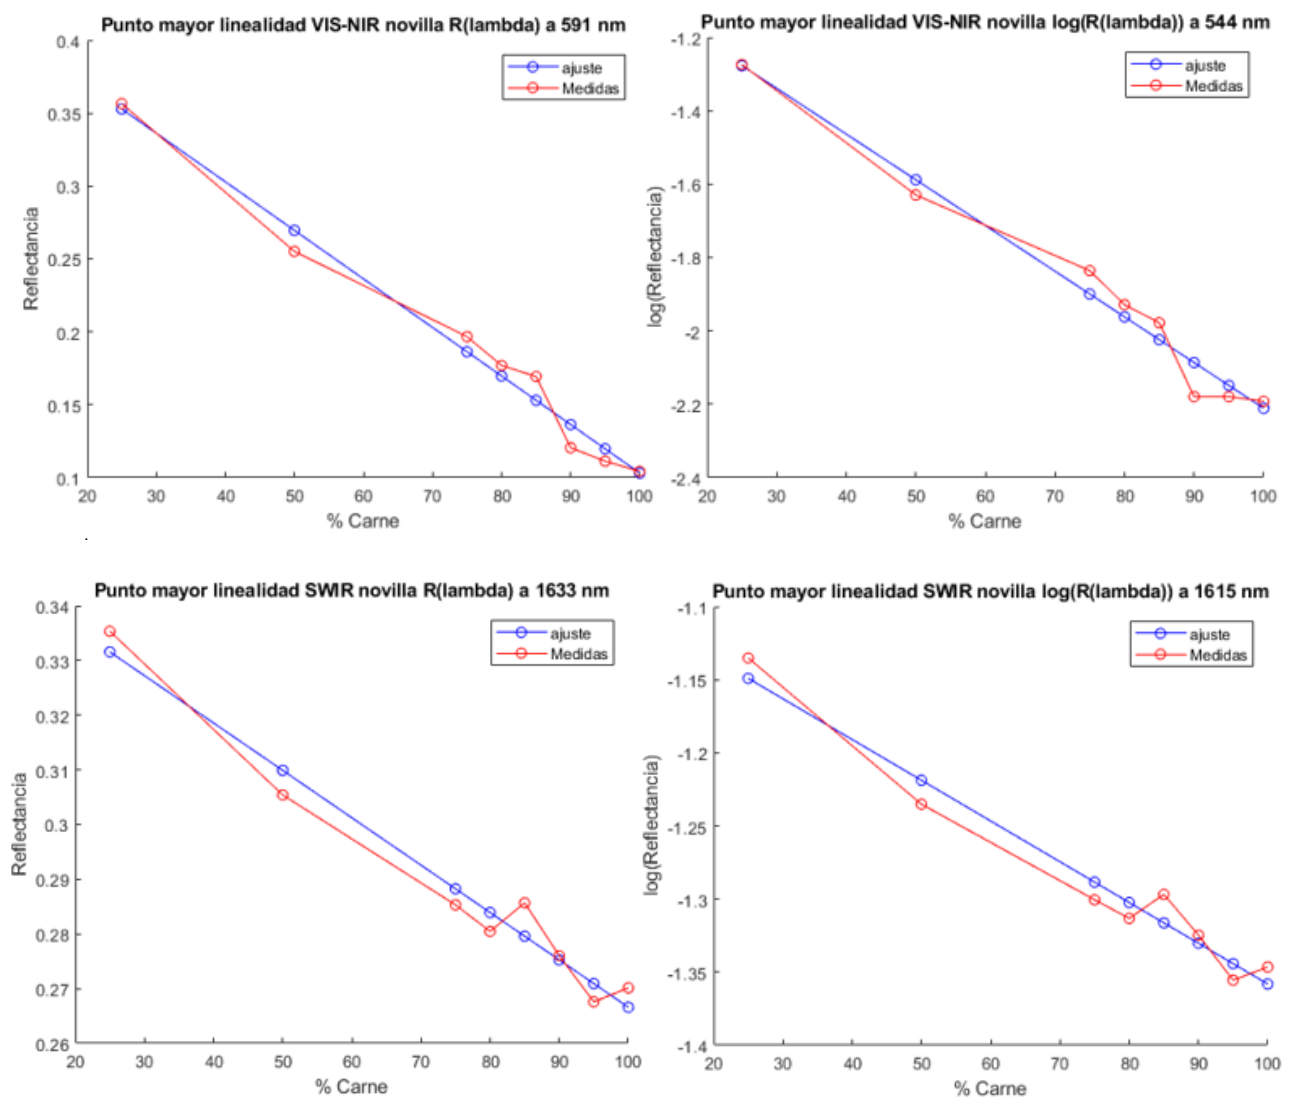 Punto mayor linealidad VIS-NIR novilla R(lambda) a 591 nm
0.4
0.35
0.3
0.25
0.2
0.15
0.1
Reflectancia
20 30 40 50 60 70 80 90 100
% Carne
ajuste
Medidas
Punto mayor linealidad VIS-NIR novilla log(R(lambda)) a 544 nm
-1.2
-1.4
-1.6
-1.8
-2
-2.2
-2.4
log(Reflectancia)
20 30 40 50 60 70 80 90 100
% Carne
ajuste
Medidas
Punto mayor linealidad SWIR novilla R(lambda) a 1633 nm
0.34
0.33
0.32
0.31
0.3
0.29
0.28
0.27
0.26
Reflectancia
20 30 40 50 60 70 80 90 100
% Carne
ajuste
Medidas
Punto mayor linealidad SWIR novilla log(R(lambda)) a 1615 nm
-1.1
-1.15
-1.2
-1.25
-1.3
-1.35
-1.4
log(Reflectancia)
20 30 40 50 60 70 80 90 100
% Carne
ajuste
Medidas